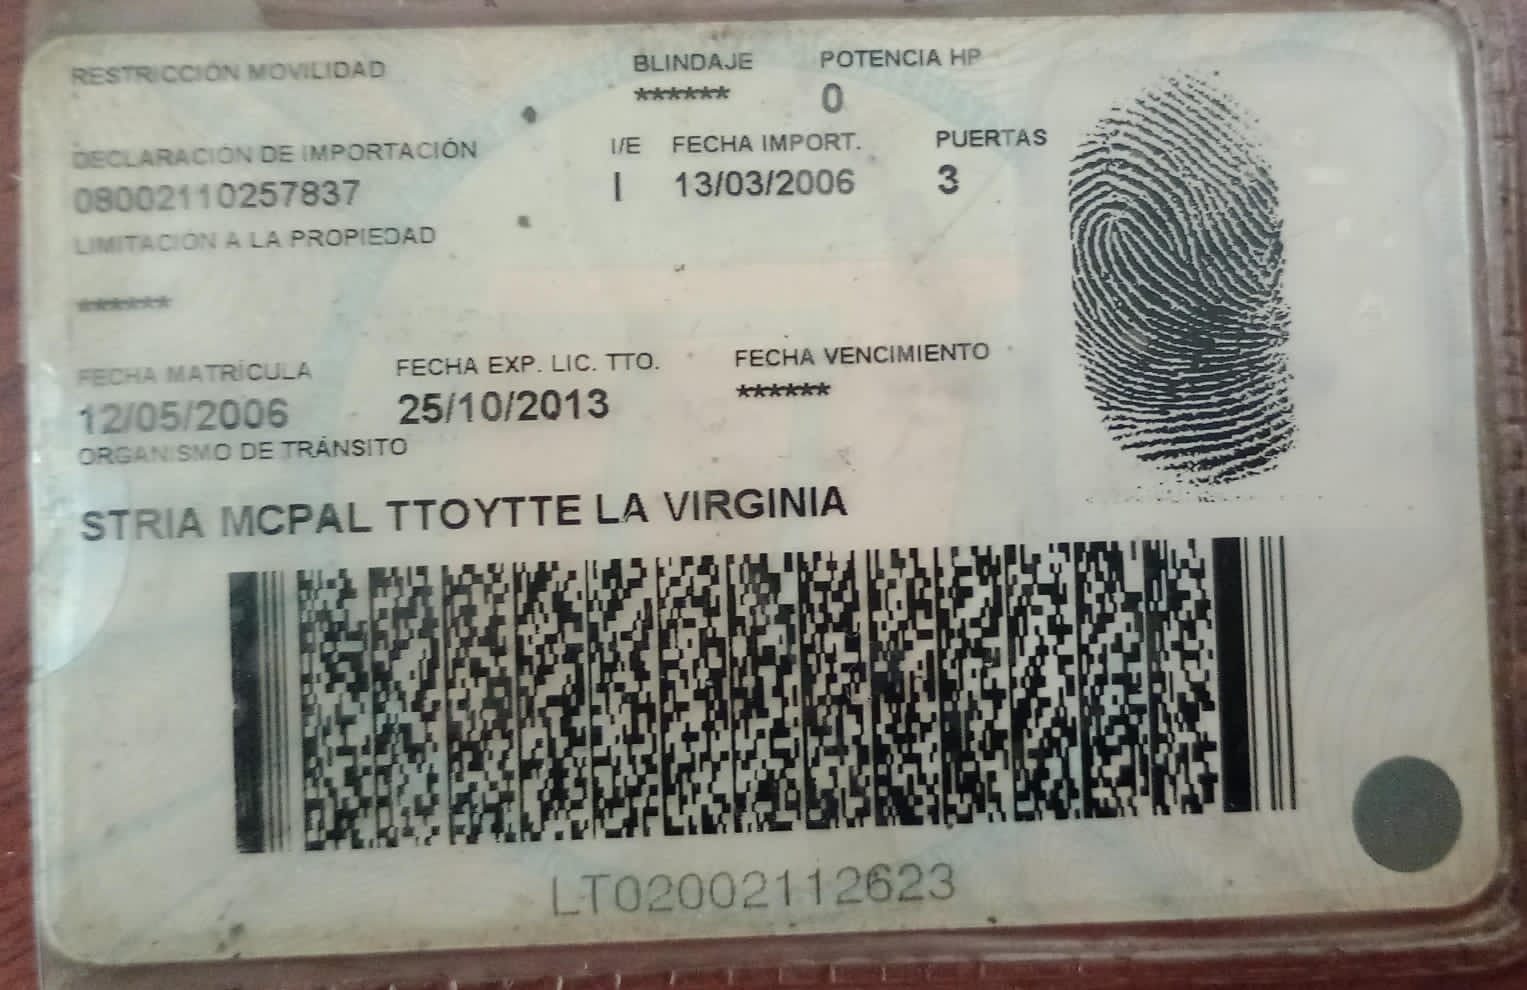 RESTRICCIÓN MOVILIDAD BLINDAJE POTENCIA HP
****** 0
DECLARACIÓN DE IMPORTACIÓN I/E FECHA IMPORT. PUERTAS
08002110257837 I 13/03/2006 3
LIMITACIÓN A LA PROPIEDAD
******
FECHA MATRÍCULA FECHA EXP. LIC. TTO. FECHA VENCIMIENTO
12/05/2006 25/10/2013 ******
ORGANISMO DE TRÁNSITO
STRIA MCPAL TTOYTTE LA VIRGINIA
LT02002112623